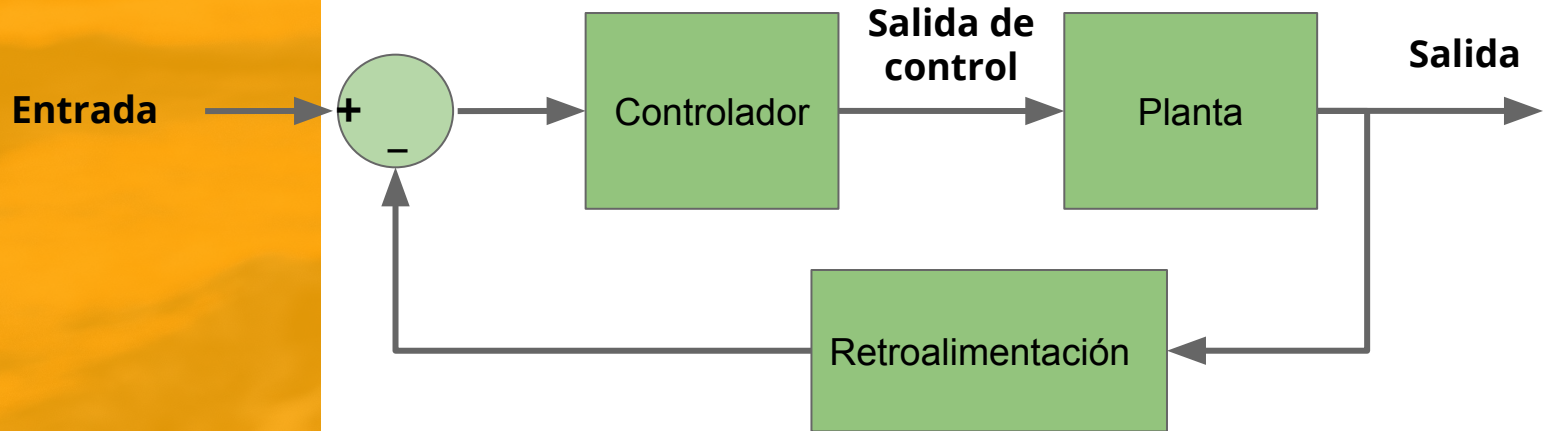 Entrada
+
–
Controlador
Salida de
control
Planta
Salida
Retroalimentación